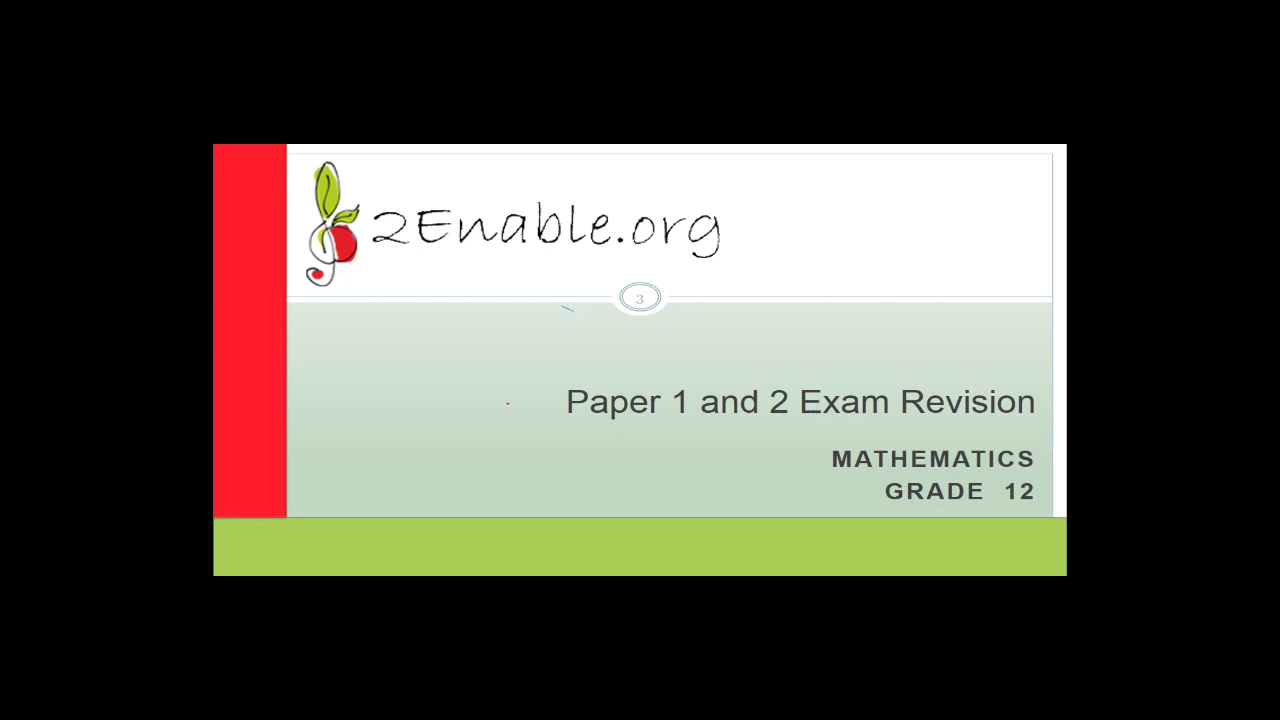 2Enable.org
3
Paper 1 and 2 Exam Revision
MATHEMATICS
GRADE 12